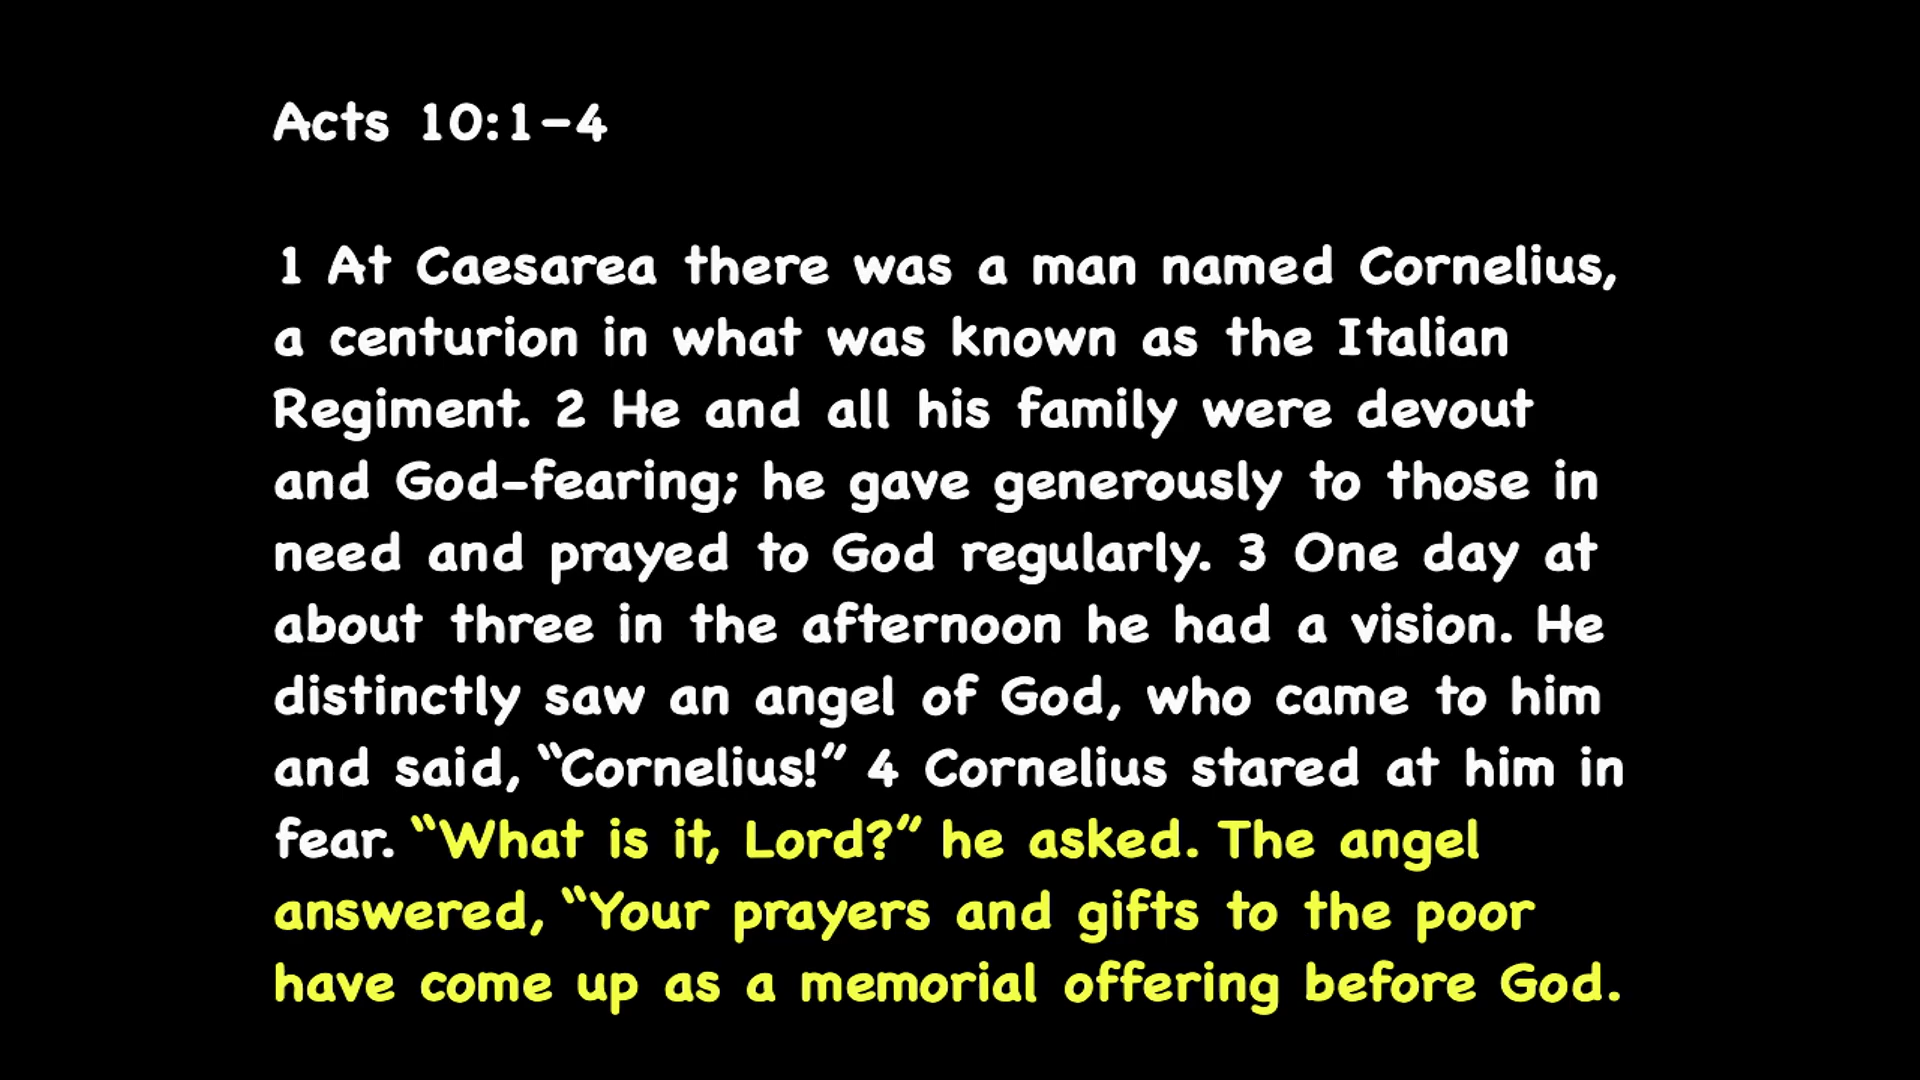 Acts 10:1-4
1 At Caesarea there was a man named Cornelius,
a centurion in what was known as the Italian
Regiment. 2 He and all his family were devout
and God-fearing; he gave generously to those in
need and prayed to God regularly. 3 One day at
about three in the afternoon he had a vision. He
distinctly saw an angel of God, who came to him
and said, “Cornelius!” 4 Cornelius stared at him in
fear. “What is it, Lord?” he asked. The angel
answered, “Your prayers and gifts to the poor
have come up as a memorial offering before God.